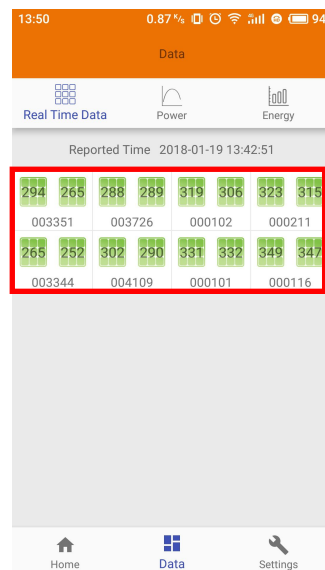 13:50 0.87 K/s 94
Data
Real Time Data Power Energy
Reported Time 2018-01-19 13:42:51
294 265 288 289 319 306 323 315
003351 003726 000102 000211
265 252 302 290 331 332 349 347
003344 004109 000101 000116
Home Data Settings